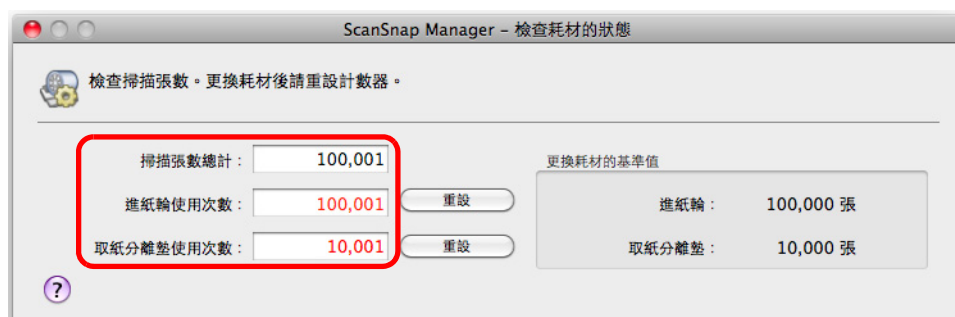 ScanSnap Manager – 檢查耗材的狀態
檢查掃描張數。更換耗材後請重設計數器。
掃描張數總計： 100,001
更換耗材的基準值
進紙輪使用次數： 100,001 重設
進紙輪： 100,000 張
取紙分離墊使用次數： 10,001 重設
取紙分離墊： 10,000 張
?